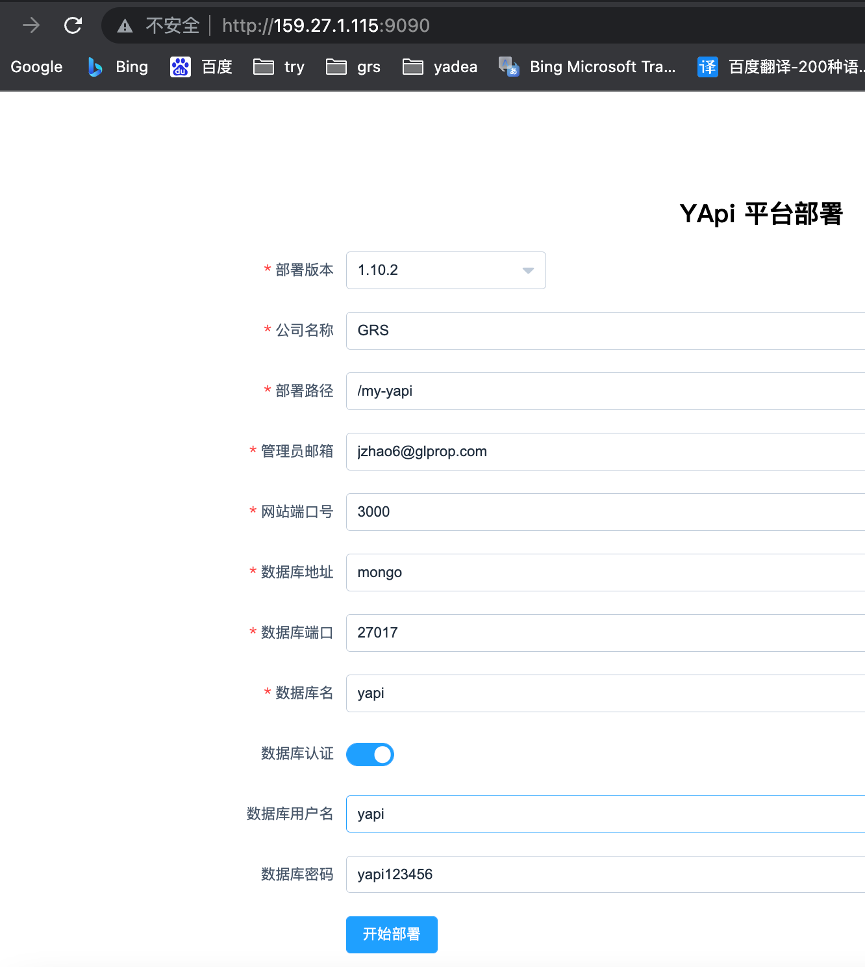 不安全 | http://159.27.1.115:9090
Google Bing 百度 try grs yadea Bing Microsoft Tra... 译 百度翻译-200种语...
YApi 平台部署
* 部署版本 1.10.2
* 公司名称 GRS
* 部署路径 /my-yapi
* 管理员邮箱 jzhao6@glprop.com
* 网站端口号 3000
* 数据库地址 mongo
* 数据库端口 27017
* 数据库名 yapi
数据库认证
数据库用户名 yapi
数据库密码 yapi123456
开始部署